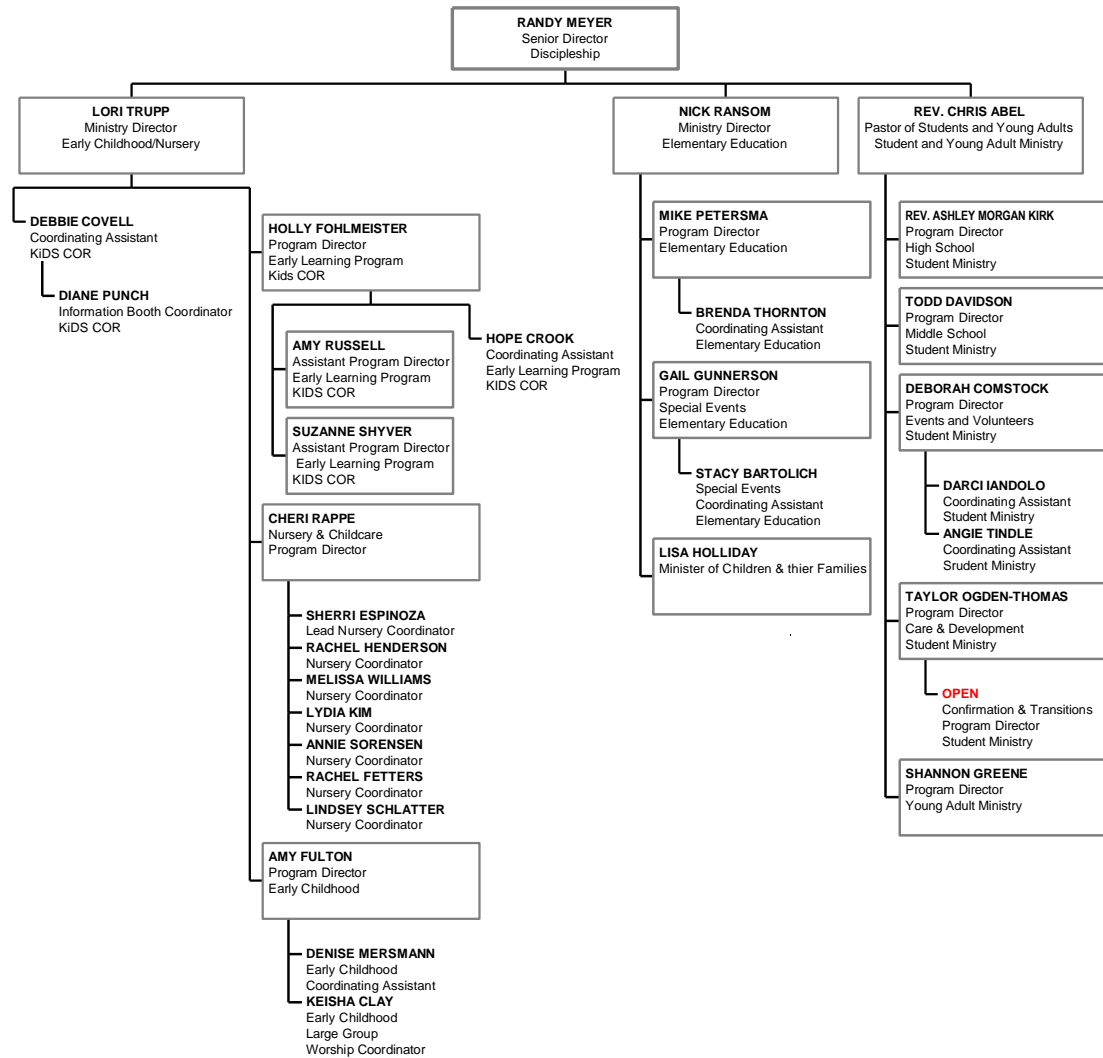 RANDY MEYER
Senior Director
Discipleship
LORI TRUPP
Ministry Director
Early Childhood/Nursery
DEBBIE COVELL
Coordinating Assistant
KiDS COR
DIANE PUNCH
Information Booth Coordinator
KiDS COR
HOLLY FOHLMEISTER
Program Director
Early Learning Program
Kids COR
AMY RUSSELL
Assistant Program Director
Early Learning Program
KIDS COR
SUZANNE SHYVER
Assistant Program Director
Early Learning Program
KIDS COR
HOPE CROOK
Coordinating Assistant
Early Learning Program
KIDS COR
CHERI RAPPE
Nursery & Childcare
Program Director
SHERRI ESPINOZA
Lead Nursery Coordinator
RACHEL HENDERSON
Nursery Coordinator
MELISSA WILLIAMS
Nursery Coordinator
LYDIA KIM
Nursery Coordinator
ANNIE SORENSEN
Nursery Coordinator
RACHEL FETTERS
Nursery Coordinator
LINDSEY SCHLATTER
Nursery Coordinator
AMY FULTON
Program Director
Early Childhood
DENISE MERSMANN
Early Childhood
Coordinating Assistant
KEISHA CLAY
Early Childhood
Large Group
Worship Coordinator
NICK RANSOM
Ministry Director
Elementary Education
MIKE PETERSMA
Program Director
Elementary Education
BRENDA THORNTON
Coordinating Assistant
Elementary Education
GAIL GUNNERSON
Program Director
Special Events
Elementary Education
STACY BARTOLICH
Special Events
Coordinating Assistant
Elementary Education
LISA HOLLIDAY
Minister of Children & thier Families
REV. CHRIS ABEL
Pastor of Students and Young Adults
Student and Young Adult Ministry
REV. ASHLEY MORGAN KIRK
Program Director
High School
Student Ministry
TODD DAVIDSON
Program Director
Middle School
Student Ministry
DEBORAH COMSTOCK
Program Director
Events and Volunteers
Student Ministry
DARCI IANDOLO
Coordinating Assistant
Student Ministry
ANGIE TINDLE
Coordinating Assistant
Srudent Ministry
TAYLOR OGDEN-THOMAS
Program Director
Care & Development
Student Ministry
OPEN
Confirmation & Transitions
Program Director
Student Ministry
SHANNON GREENE
Program Director
Young Adult Ministry